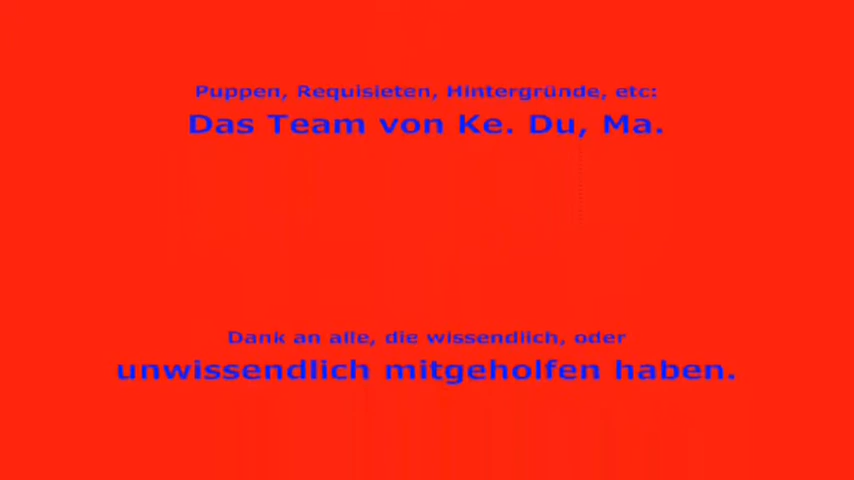 Puppen, Requisieten, Hintergründe, etc:
Das Team von Ke. Du, Ma.
Dank an alle, die wissendlich, oder
unwissendlich mitgeholfen haben.